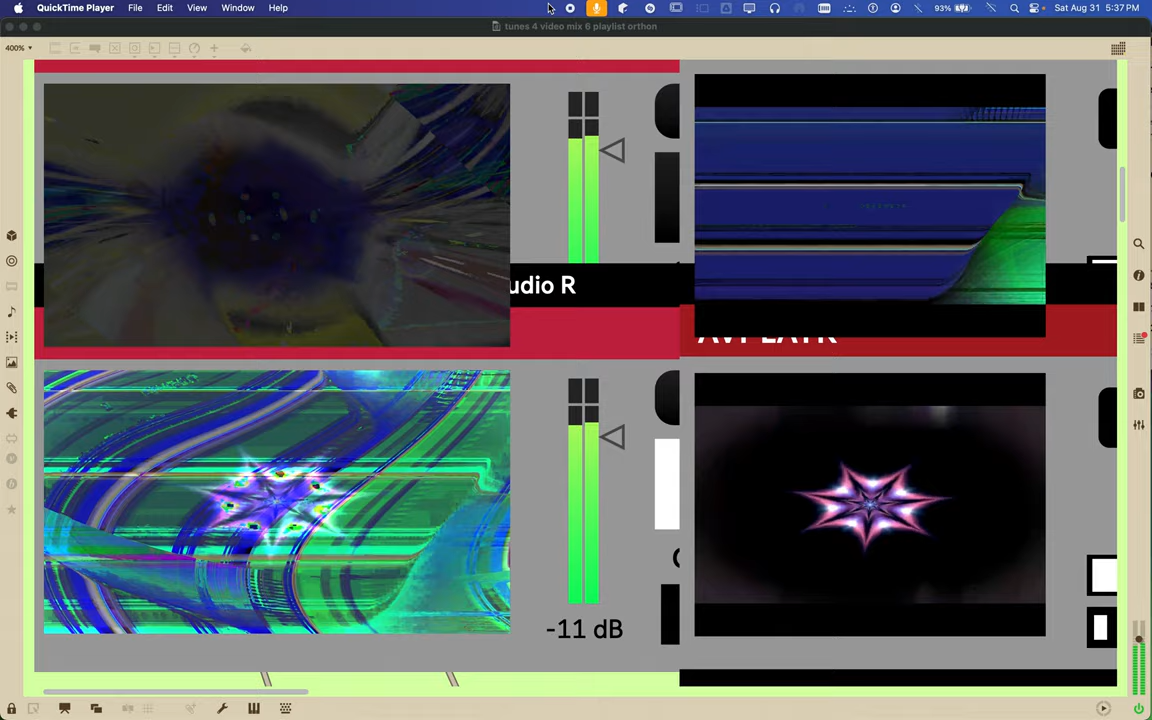 QuickTime Player File Edit View Window Help 93% Sat Aug 31 5:37 PM
tunes 4 video mix 6 playlist orthon
400%
udio R
AVPLAYR
-11 dB